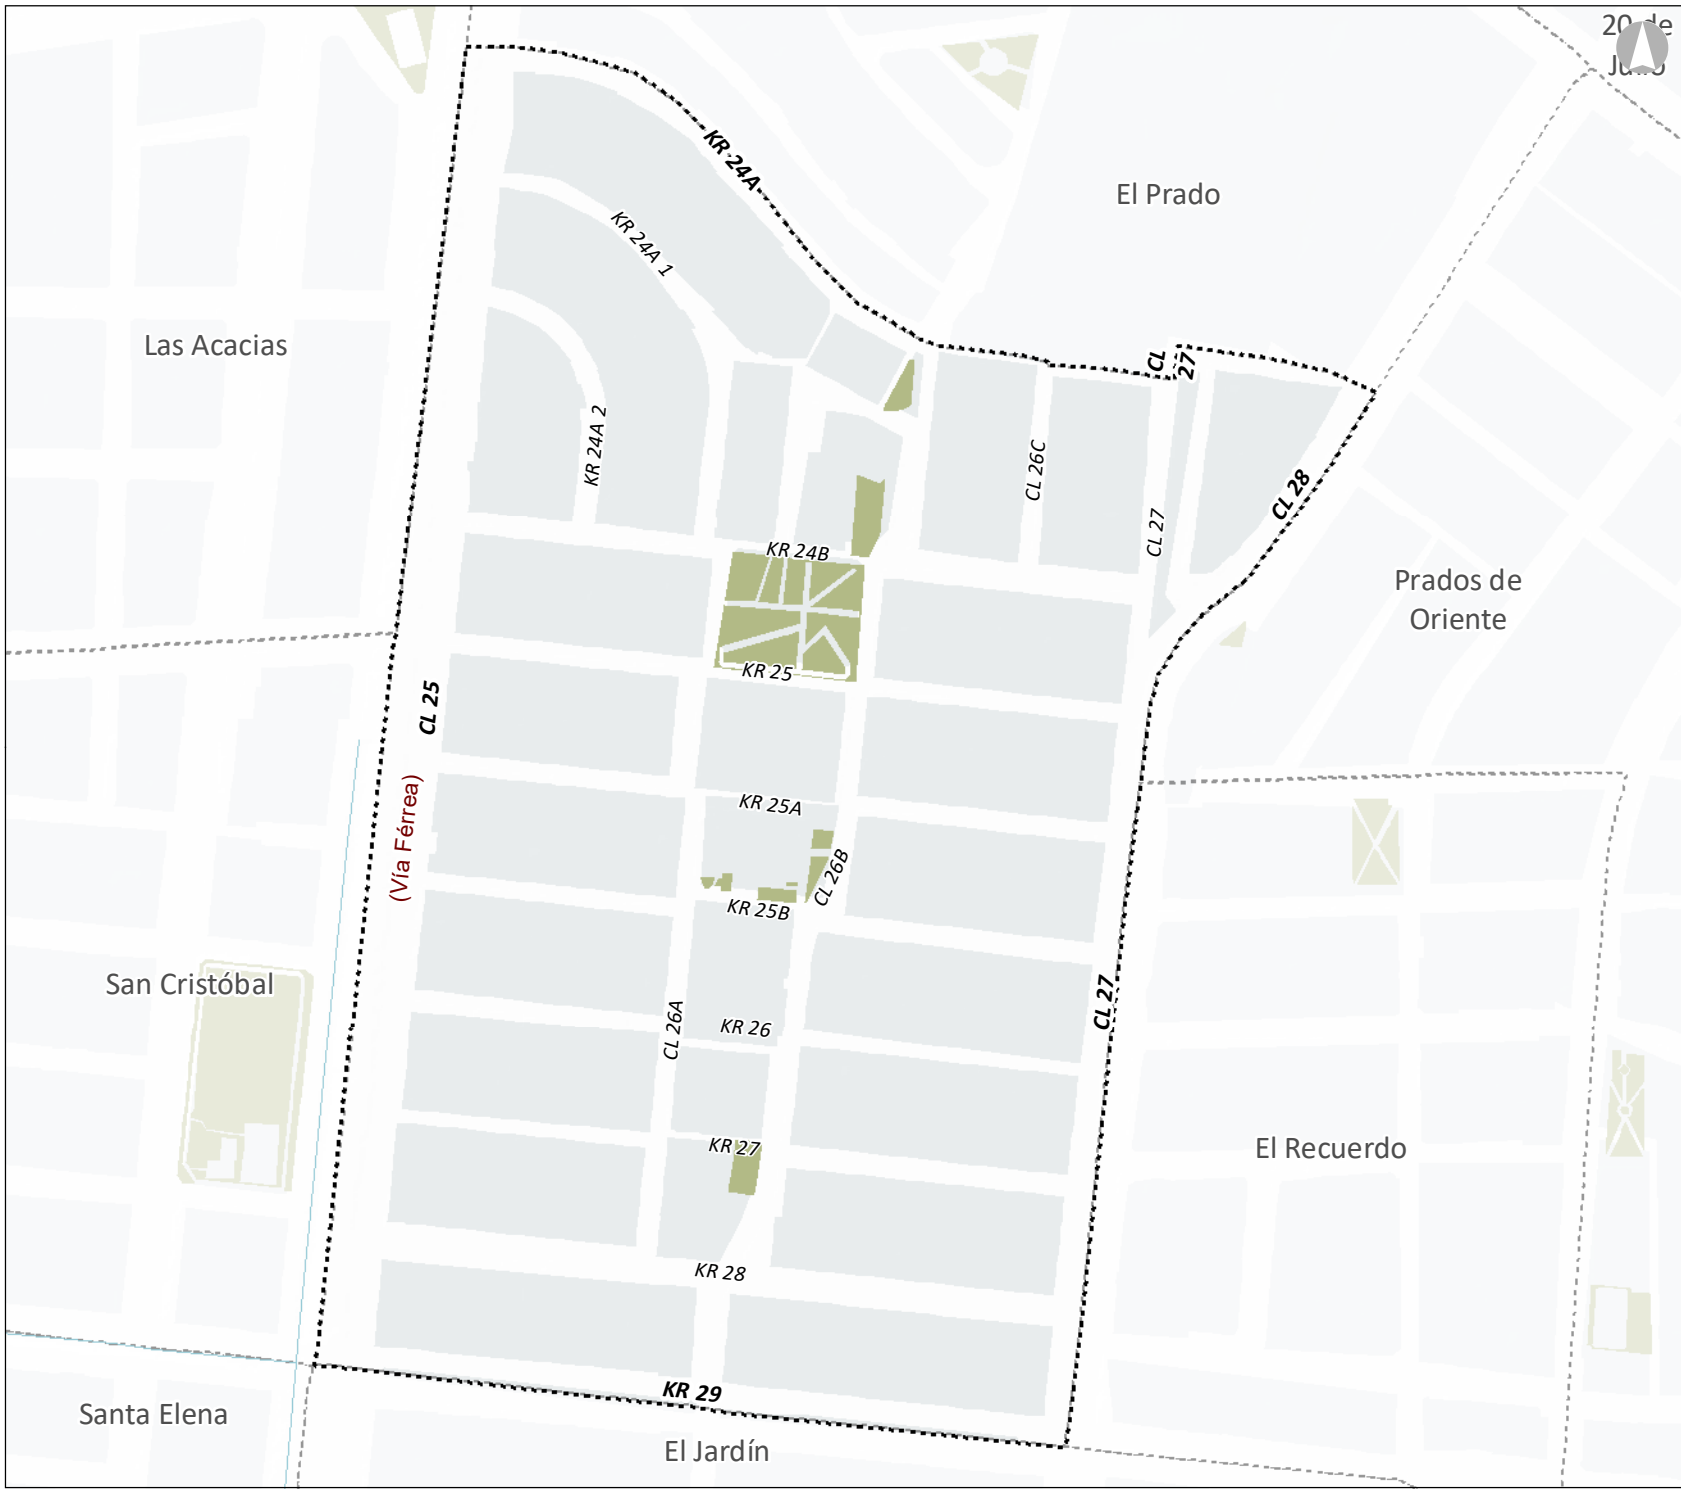 20 de
Julio
KR 24A
El Prado
KR 24A 1
Las Acacias
CL
27
KR 24A 2
CL 26C
CL 28
CL 27
KR 24B
Prados de
Oriente
KR 25
CL 25
(Vía Férrea)
KR 25A
CL 26B
KR 25B
San Cristóbal
CL 26A
KR 26
CL 27
KR 27
El Recuerdo
KR 28
KR 29
Santa Elena
El Jardín